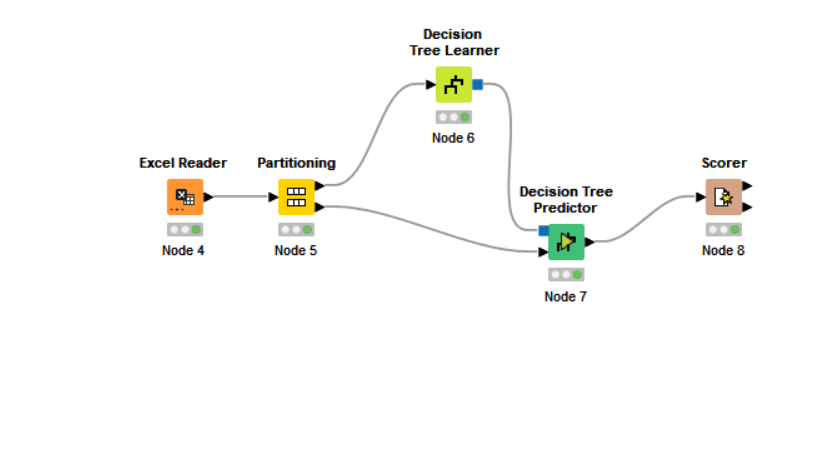 Decision
Tree Learner
Node 6
Excel Reader
Node 4
Partitioning
Node 5
Decision Tree
Predictor
Node 7
Scorer
Node 8